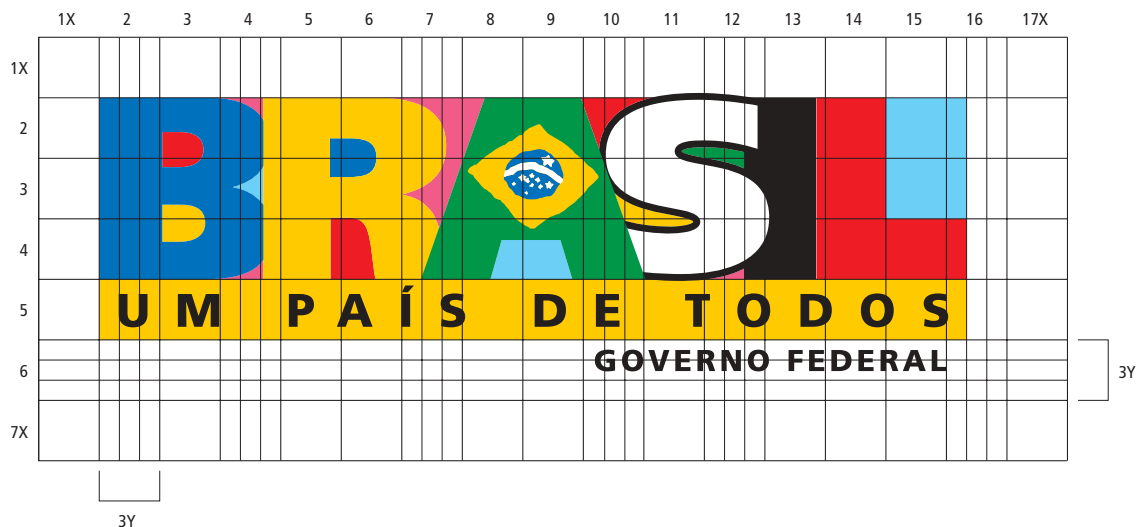 1X 2 3 4 5 6 7 8 9 10 11 12 13 14 15 16 17X
1X
2
3
4
5
6
7X
BRASIL
UM PAÍS DE TODOS
GOVERNO FEDERAL
3Y
3Y